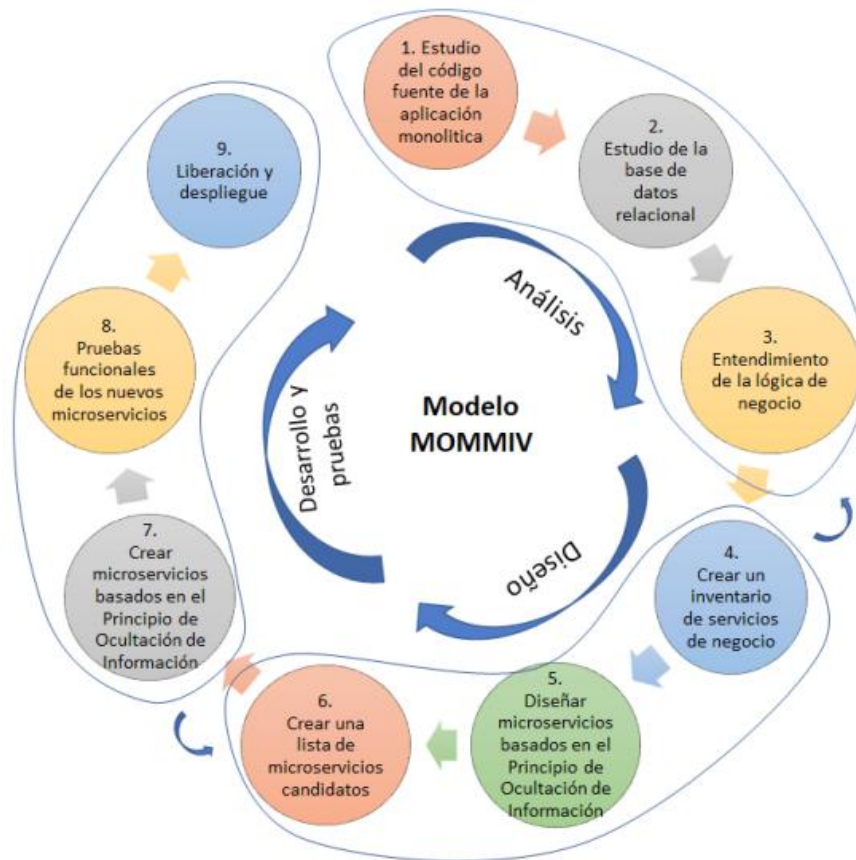 1. Estudio
del código
fuente de la
aplicación
monolitica
2.
Estudio de la
base de
datos
relacional
3.
Entendimiento
de la lógica de
negocio
4.
Crear un
inventario
de servicios
de negocio
5.
Diseñar
microservicios
basados en el
Principio de
Ocultación de
Información
6.
Crear una
lista de
microservicios
candidatos
7.
Crear
microservicios
basados en el
Principio de
Ocultación de
Información
8.
Pruebas
funcionales
de los nuevos
microservicios
9.
Liberación y
despliegue
Análisis
Diseño
Desarrollo y
pruebas
Modelo
MOMMIV